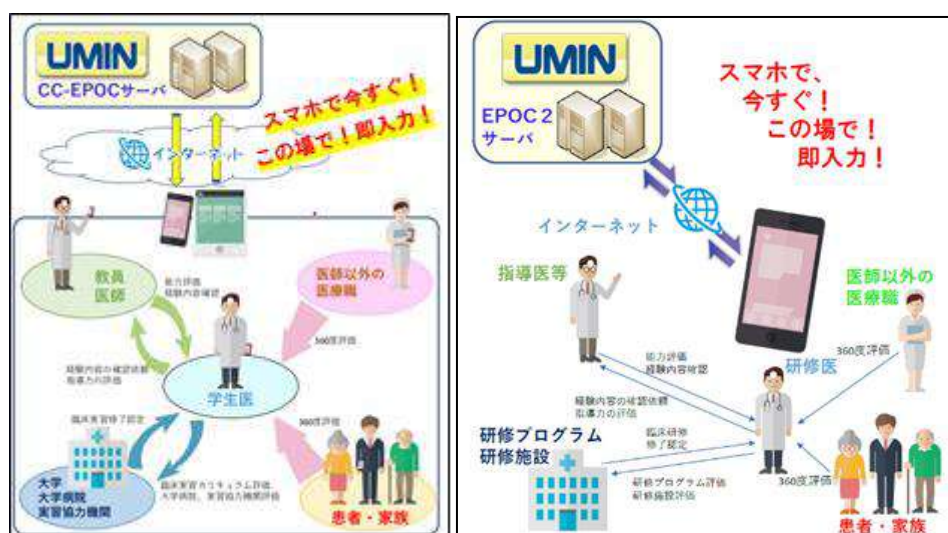 UMIN
CC-EPOCサーバ
スマホで今すぐ！
この場で！即入力！
インターネット
教員
医師
能力評価
経験内容確認
医師以外の
医療職
360度評価
経験内容の確認依頼
指導力の評価
学生医
臨床実習修了認定
360度評価
大学
大学病院
実習協力機関
臨床実習カリキュラム評価、
大学病院、実習協力機関評価
患者・家族
UMIN
EPOC２
サーバ
スマホで、
今すぐ！
この場で！
即入力！
インターネット
指導医等
医師以外の
医療職
能力評価
経験内容確認
360度評価
研修医
経験内容の確認依頼
指導力の評価
研修プログラム
研修施設
臨床研修
修了認定
研修プログラム評価
研修施設評価
360度評価
患者・家族